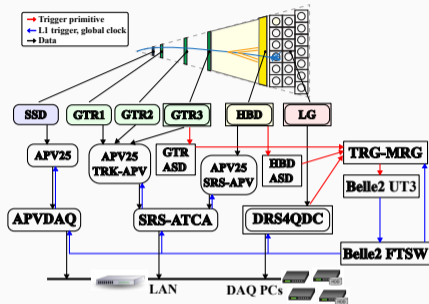 Trigger primitive
L1 trigger, global clock
Data
SSD
GTR1
GTR2
GTR3
HBD
LG
APV25
APV25
TRK-APV
GTR
ASD
APV25
SRS-APV
HBD
ASD
TRG-MRG
Belle2 UT3
APVDAQ
SRS-ATCA
DRS4QDC
Belle2 FTSW
LAN
DAQ PCs